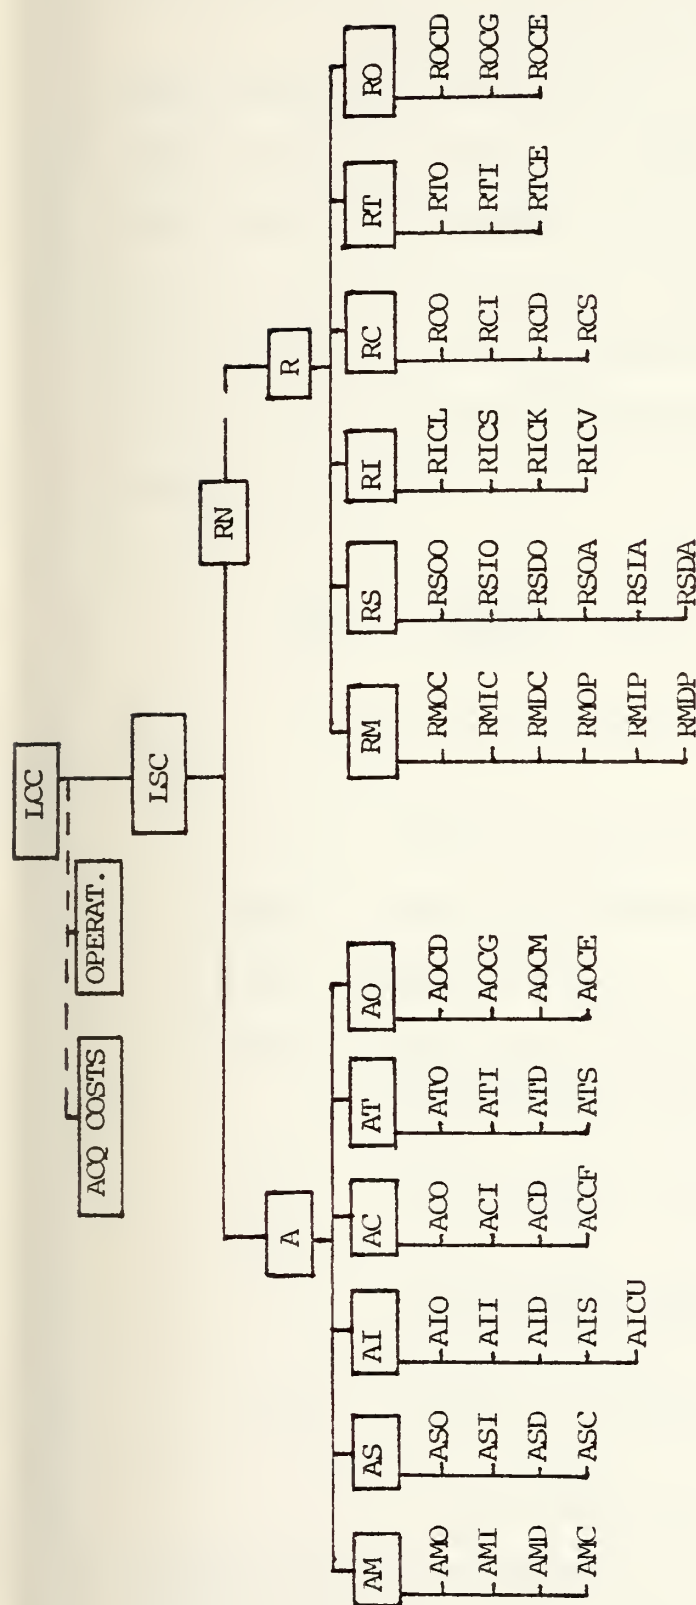 LCC
ACQ COSTS
OPERAT.
LSC
RN
A
R
AM
AMO
AMI
AMD
AMC
AS
ASO
ASI
ASD
ASC
AI
AIO
AII
AID
AIS
AICU
AC
ACO
ACI
ACD
ACCF
AT
ATO
ATI
ATD
ATS
AO
AOCD
AOCG
AOCM
AOCE
RM
RMOC
RMIC
RMDC
RMOP
RMIP
RMDP
RS
RSOO
RSIO
RSDO
RSOA
RSIA
RSDA
RI
RICL
RICS
RICK
RICV
RC
RCO
RCI
RCD
RCS
RT
RTO
RTI
RTCE
RO
ROCD
ROCG
ROCE